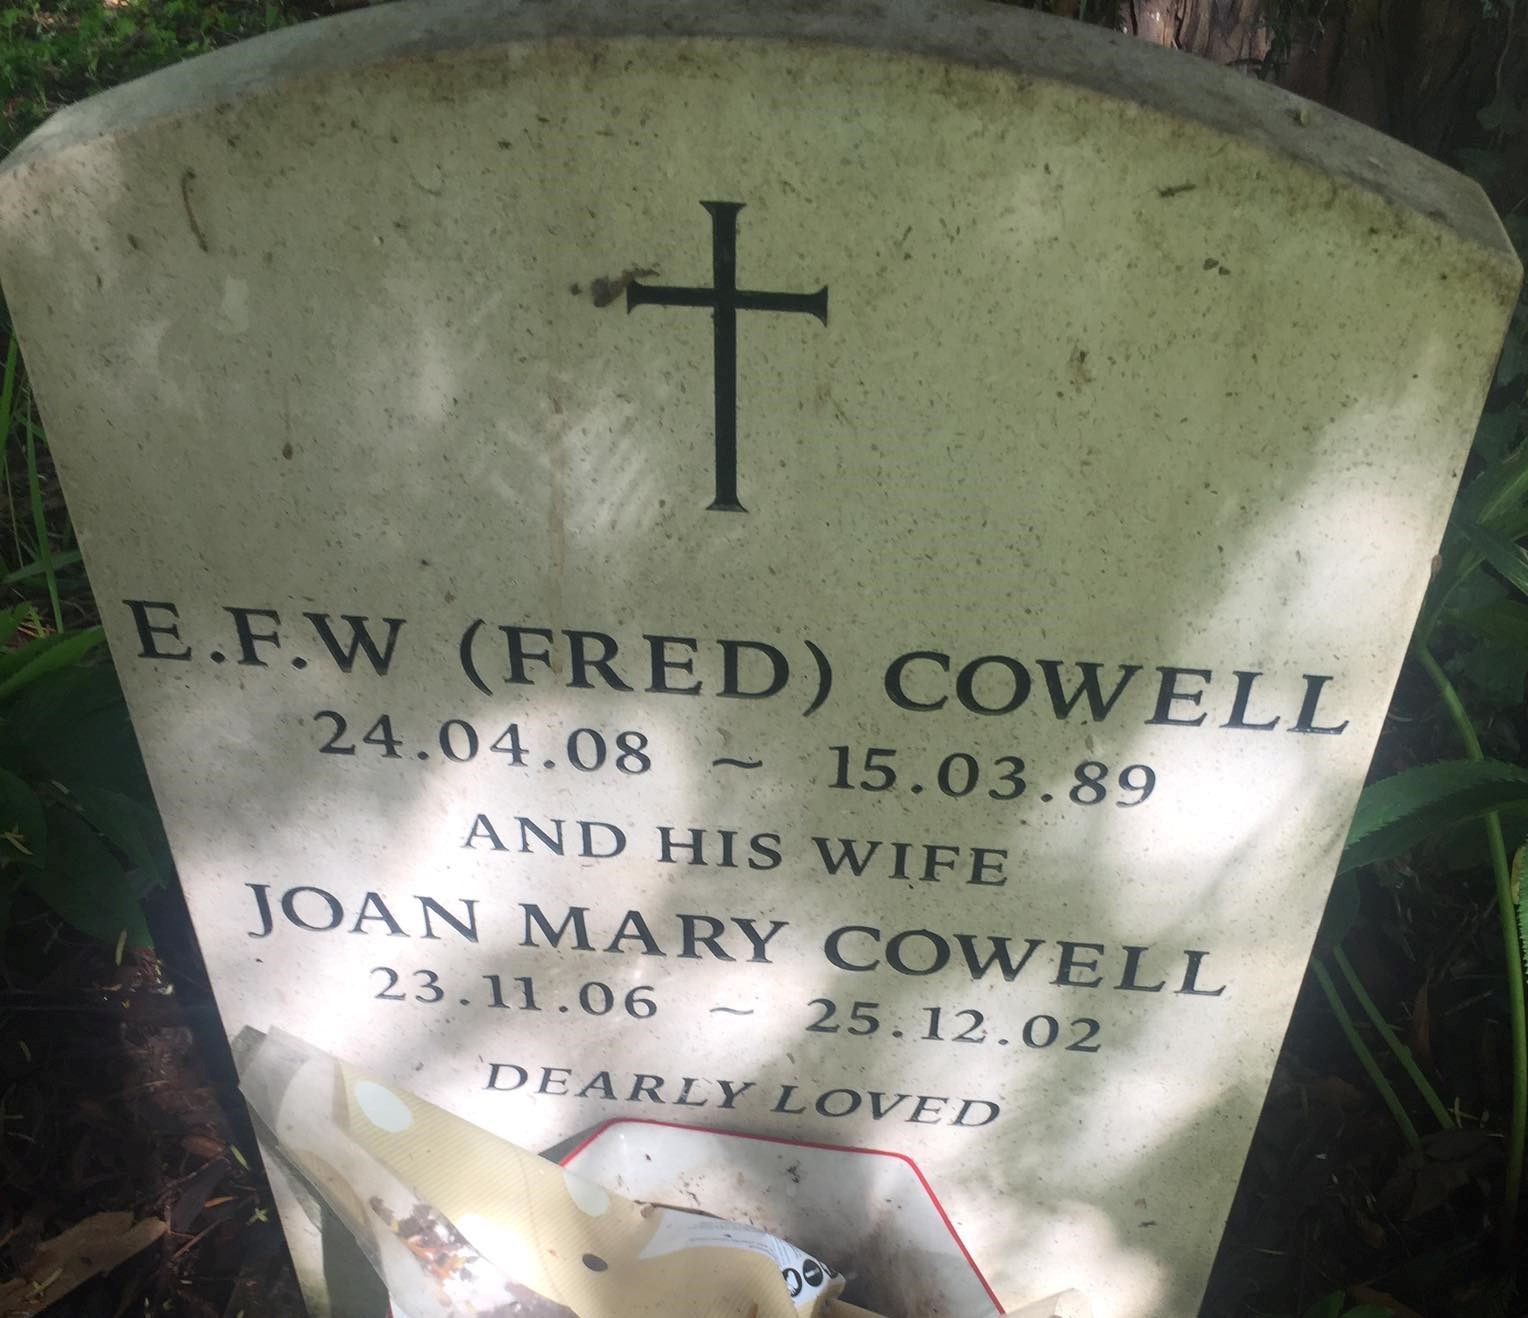 E.F.W (FRED) COWELL
24.04.08 ~ 15.03.89
AND HIS WIFE
JOAN MARY COWELL
23.11.06 ~ 25.12.02
DEARLY LOVED